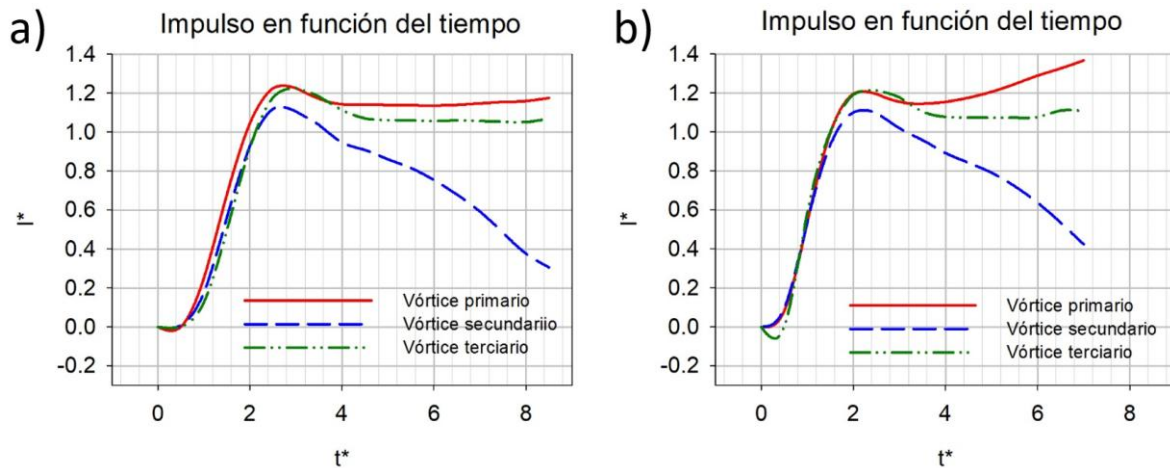 a)
Impulso en función del tiempo
1.4
1.2
1.0
0.8
0.6
0.4
0.2
0.0
-0.2
I*
Vórtice primario
Vórtice secundariio
Vórtice terciario
0 2 4 6 8
t*
b)
Impulso en función del tiempo
1.4
1.2
1.0
0.8
0.6
0.4
0.2
0.0
-0.2
I*
Vórtice primario
Vórtice secundario
Vórtice terciario
0 2 4 6 8
t*